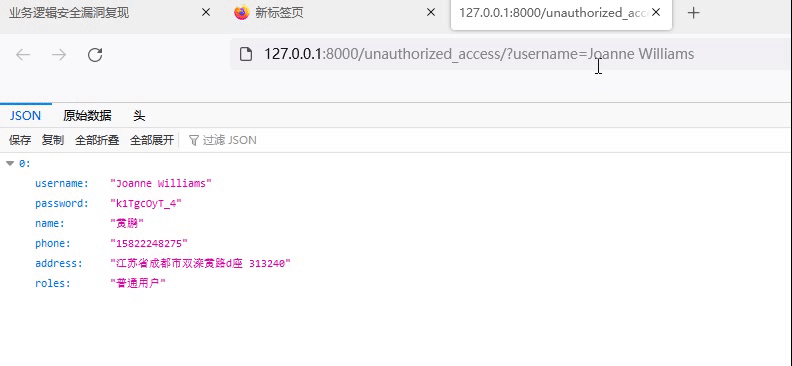 业务逻辑安全漏洞复现
新标签页
127.0.0.1:8000/unauthorized_acc
127.0.0.1:8000/unauthorized_access/?username=Joanne Williams
JSON 原始数据 头
保存 复制 全部折叠 全部展开 过滤 JSON
0:
username: "Joanne Williams"
password: "k1TgcOyT_4"
name: "黄鹏"
phone: "15822248275"
address: "江苏省成都市双滦黄路d座 313240"
roles: "普通用户"